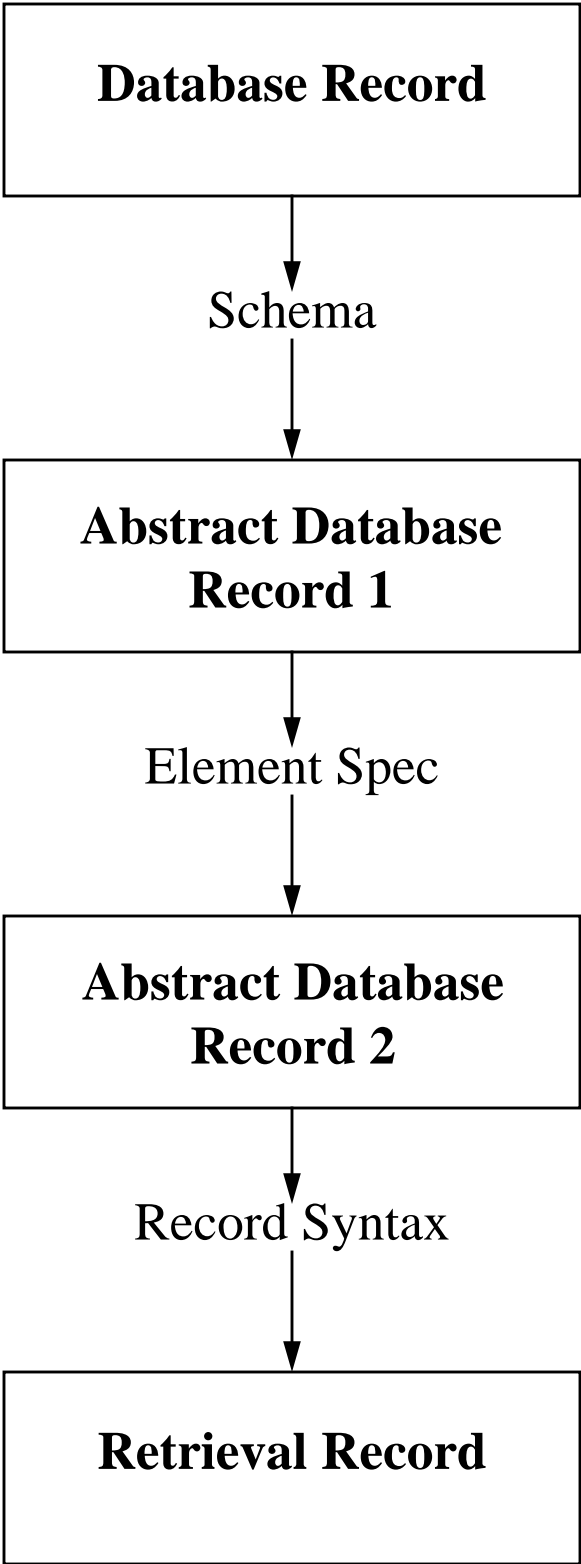 Database Record
Schema
Abstract Database
Record 1
Element Spec
Abstract Database
Record 2
Record Syntax
Retrieval Record